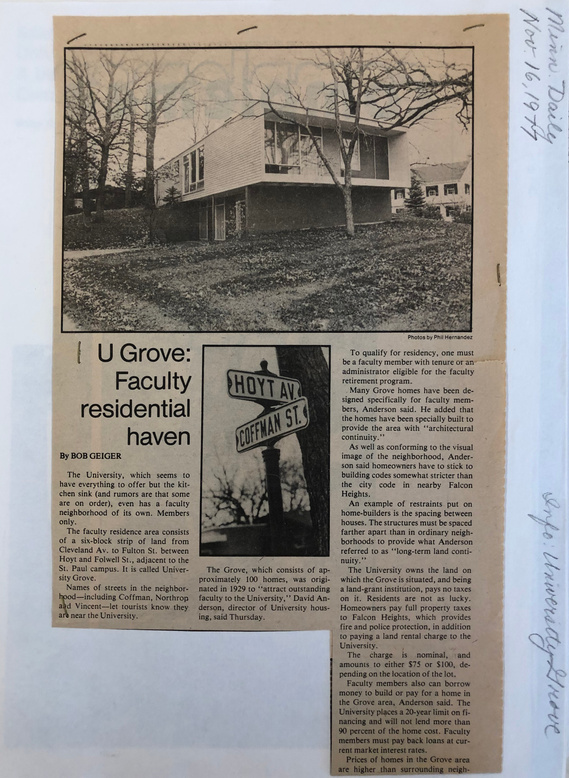 Minn. Daily
Nov. 16, 1979
Photos by Phil Hernandez
U Grove:
Faculty
residential
haven
By BOB GEIGER
The University, which seems to
have everything to offer but the kit-
chen sink (and rumors are that some
are on order), even has a faculty
neighborhood of its own. Members
only.
The faculty residence area consists
of a six-block strip of land from
Cleveland Av. to Fulton St. between
Hoyt and Folwell St., adjacent to the
St. Paul campus. It is called Univer-
sity Grove.
Names of streets in the neighbor-
hood—including Coffman, Northrop
and Vincent—let tourists know they
are near the University.
HOYT AV.
COFFMAN ST.
The Grove, which consists of ap-
proximately 100 homes, was origi-
nated in 1929 to "attract outstanding
faculty to the University," David An-
derson, director of University hous-
ing, said Thursday.
To qualify for residency, one must
be a faculty member with tenure or an
administrator eligible for the faculty
retirement program.
Many Grove homes have been de-
signed specifically for faculty mem-
bers, Anderson said. He added that
the homes have been specially built to
provide the area with "architectural
continuity."
As well as conforming to the visual
image of the neighborhood, Ander-
son said homeowners have to stick to
building codes somewhat stricter than
the city code in nearby Falcon
Heights.
An example of restraints put on
home-builders is the spacing between
houses. The structures must be spaced
farther apart than in ordinary neigh-
borhoods to provide what Anderson
referred to as "long-term land conti-
nuity."
The University owns the land on
which the Grove is situated, and being
a land-grant institution, pays no taxes
on it. Residents are not as lucky.
Homeowners pay full property taxes
to Falcon Heights, which provides
fire and police protection, in addition
to paying a land rental charge to the
University.
The charge is nominal, and
amounts to either $75 or $100, de-
pending on the location of the lot.
Faculty members also can borrow
money to build or pay for a home in
the Grove area, Anderson said. The
University places a 20-year limit on fi-
nancing and will not lend more than
90 percent of the home cost. Faculty
members must pay back loans at cur-
rent market interest rates.
Prices of homes in the Grove area
are higher than surrounding neigh-
Info: University Grove